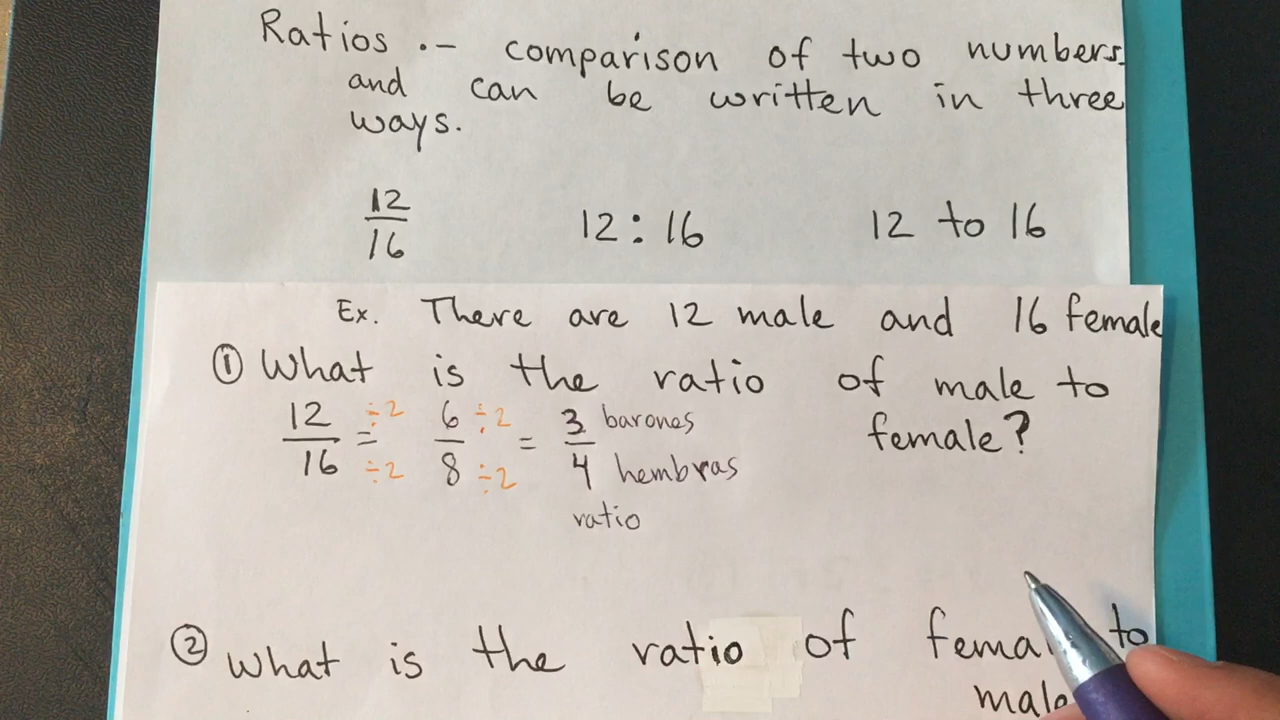 Ratios .- comparison of two numbers
and can be written in three
ways.
12/16 12:16 12 to 16
Ex. There are 12 male and 16 female
① What is the ratio of male to
female?
12/16 ÷2/÷2 = 6/8 ÷2/÷2 = 3/4 barones hembras
ratio
② What is the ratio of to